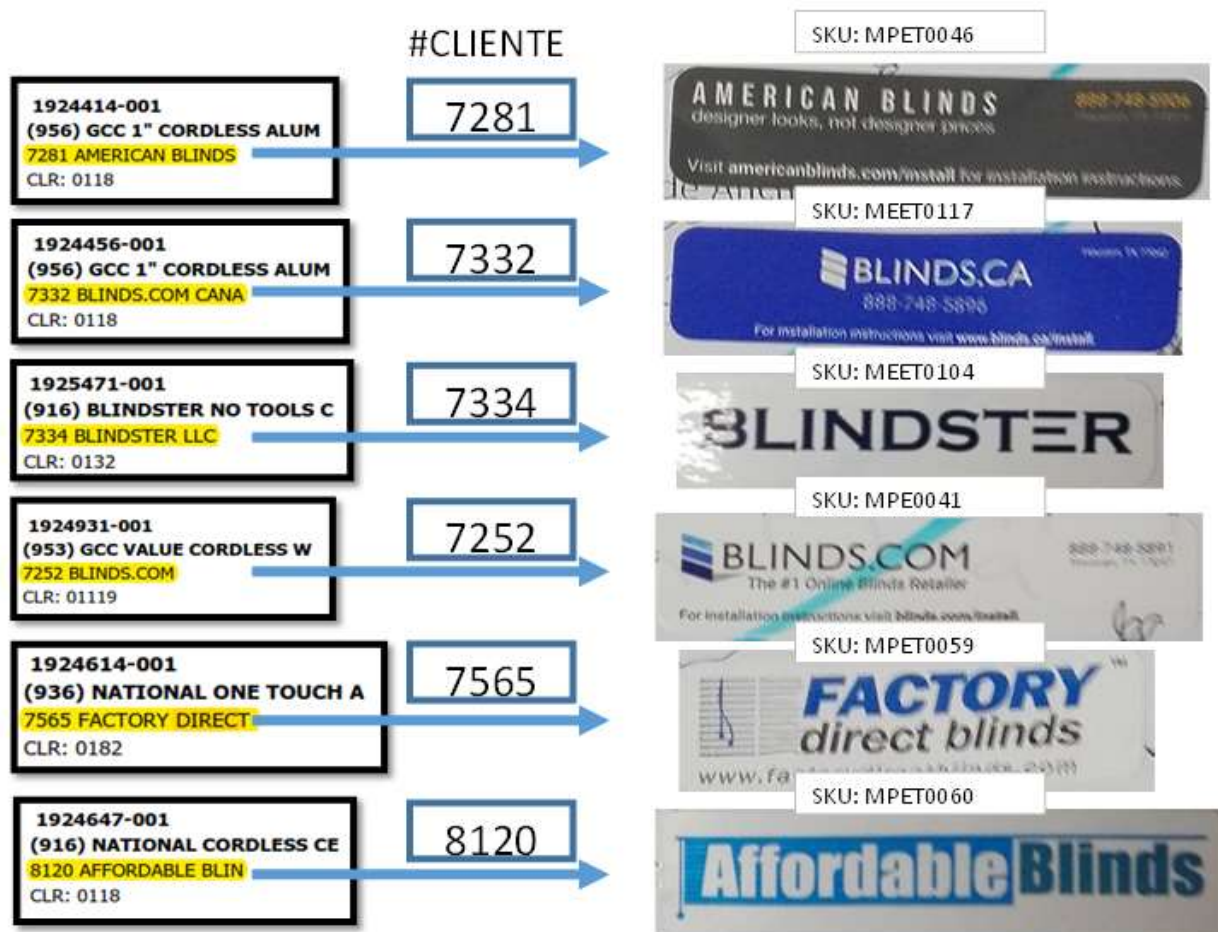 #CLIENTE
1924414-001
(956) GCC 1" CORDLESS ALUM
7281 AMERICAN BLINDS
CLR: 0118
7281
SKU: MPET0046
AMERICAN BLINDS
designer looks, not designer prices
888-748-5906
Visit americanblinds.com/install for installation instructions.
1924456-001
(956) GCC 1" CORDLESS ALUM
7332 BLINDS.COM CANA
CLR: 0118
7332
SKU: MEET0117
BLINDS.CA
888-748-5896
For installation instructions visit www.blinds.ca/install
1925471-001
(916) BLINDSTER NO TOOLS C
7334 BLINDSTER LLC
CLR: 0132
7334
SKU: MEET0104
BLINDSTER
1924931-001
(953) GCC VALUE CORDLESS W
7252 BLINDS.COM
CLR: 01119
7252
SKU: MPE0041
BLINDS.COM
The #1 Online Blinds Retailer
888-748-5891
For installation instructions visit blinds.com/install
1924614-001
(936) NATIONAL ONE TOUCH A
7565 FACTORY DIRECT
CLR: 0182
7565
SKU: MPET0059
FACTORY
direct blinds
1924647-001
(916) NATIONAL CORDLESS CE
8120 AFFORDABLE BLIN
CLR: 0118
8120
SKU: MPET0060
Affordable Blinds